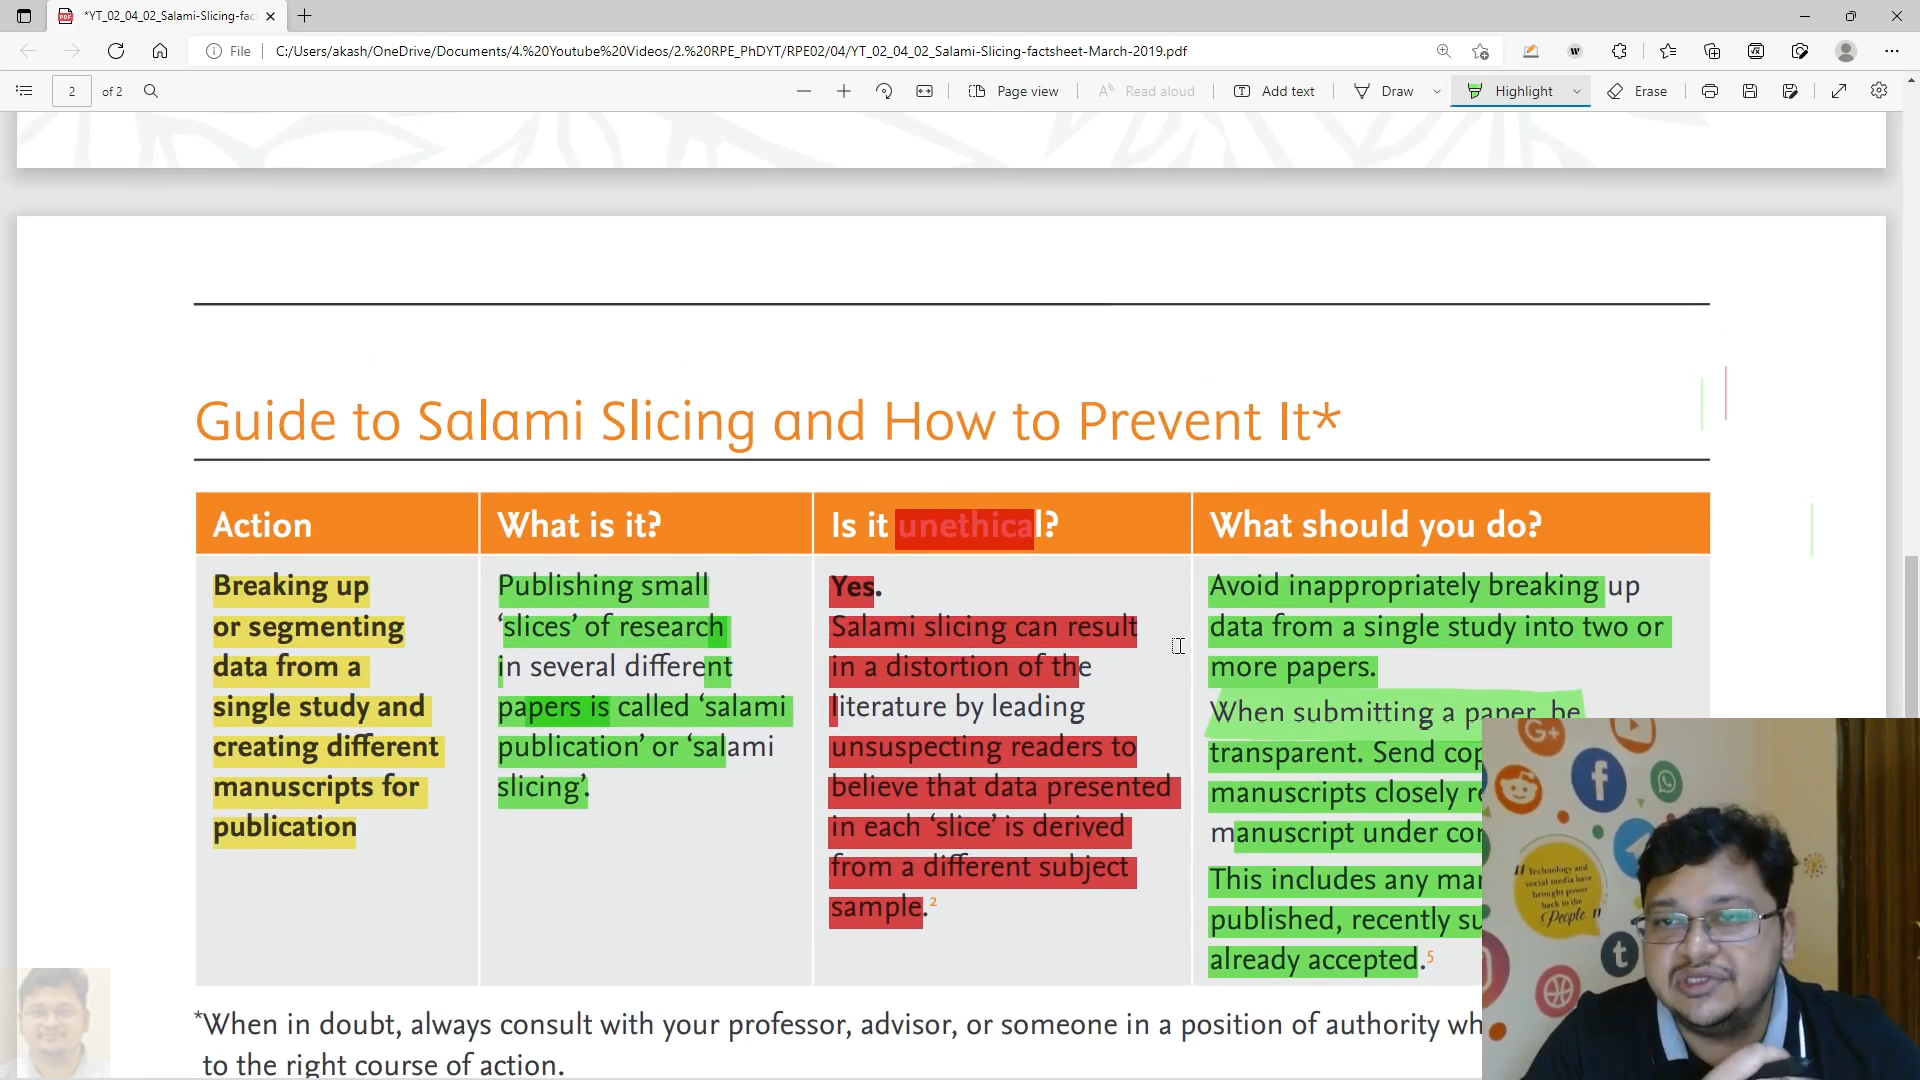 *YT_02_04_02_Salami-Slicing-fac
File
C:/Users/akash/OneDrive/Documents/4.%20Youtube%20Videos/2.%20RPE_PhDYT/RPE02/04/YT_02_04_02_Salami-Slicing-factsheet-March-2019.pdf
2 of 2
Page view
Read aloud
Add text
Draw
Highlight
Erase
Guide to Salami Slicing and How to Prevent It*
Action
Breaking up
or segmenting
data from a
single study and
creating different
manuscripts for
publication
What is it?
Publishing small
‘slices’ of research
in several different
papers is called ‘salami
publication’ or ‘salami
slicing’.
Is it unethical?
Yes.
Salami slicing can result
in a distortion of the
literature by leading
unsuspecting readers to
believe that data presented
in each ‘slice’ is derived
from a different subject
sample.²
What should you do?
Avoid inappropriately breaking up
data from a single study into two or
more papers.
When submitting a paper, be
transparent. Send cop
manuscripts closely re
manuscript under con
This includes any man
published, recently su
already accepted.⁵
*When in doubt, always consult with your professor, advisor, or someone in a position of authority wh
to the right course of action.
G+
"Technology and
social media have
brought power
back to the
People."